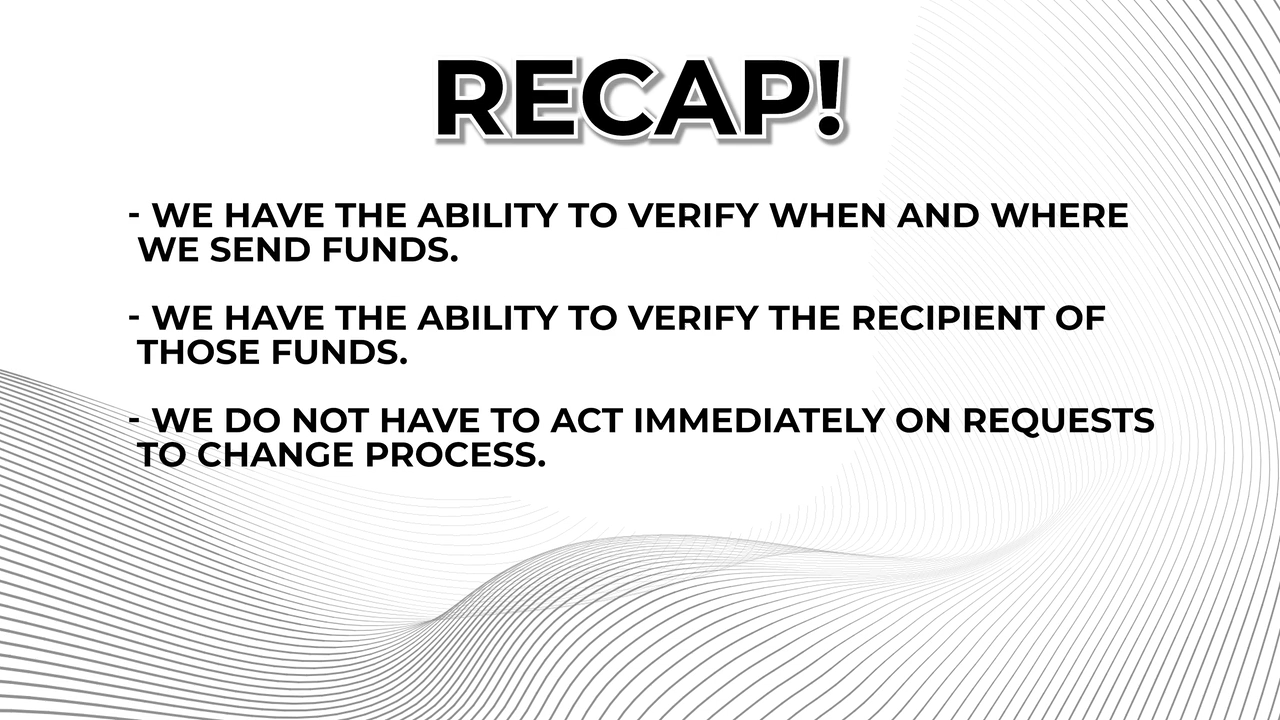 RECAP!
- WE HAVE THE ABILITY TO VERIFY WHEN AND WHERE
WE SEND FUNDS.
- WE HAVE THE ABILITY TO VERIFY THE RECIPIENT OF
THOSE FUNDS.
- WE DO NOT HAVE TO ACT IMMEDIATELY ON REQUESTS
TO CHANGE PROCESS.